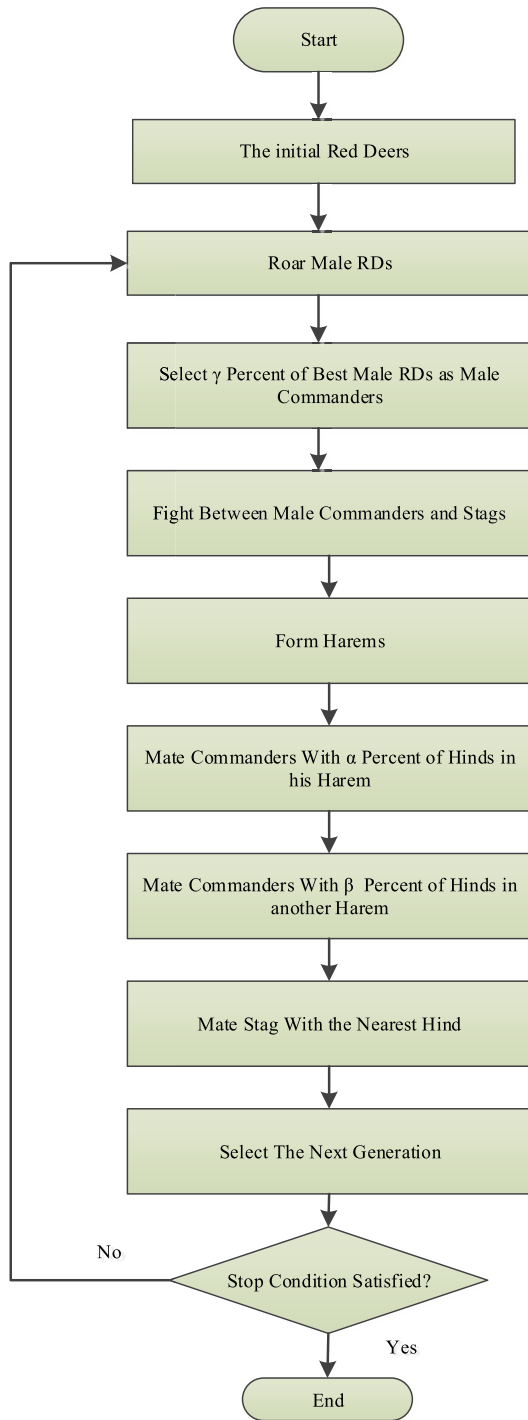 Start
The initial Red Deers
Roar Male RDs
Select γ Percent of Best Male RDs as Male
Commanders
Fight Between Male Commanders and Stags
Form Harems
Mate Commanders With α Percent of Hinds in
his Harem
Mate Commanders With β Percent of Hinds in
another Harem
Mate Stag With the Nearest Hind
Select The Next Generation
No
Stop Condition Satisfied?
Yes
End